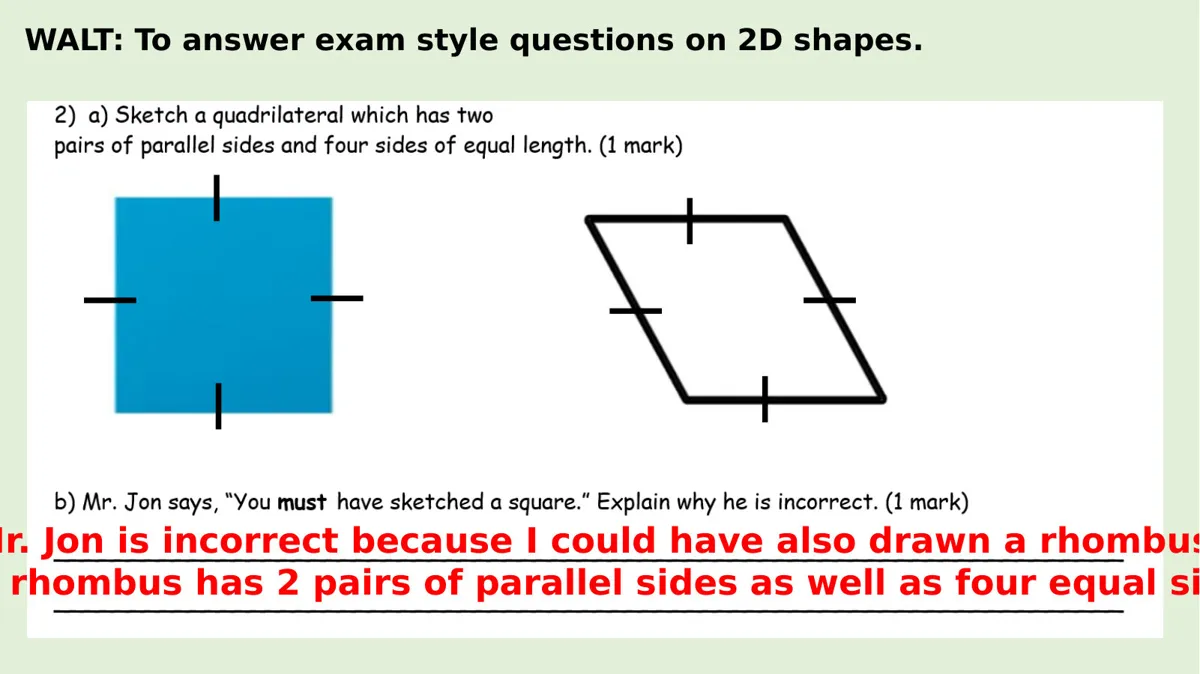 WALT: To answer exam style questions on 2D shapes.
2) a) Sketch a quadrilateral which has two
pairs of parallel sides and four sides of equal length. (1 mark)
b) Mr. Jon says, “You must have sketched a square.” Explain why he is incorrect. (1 mark)
Jon is incorrect because I could have also drawn a rhombus
rhombus has 2 pairs of parallel sides as well as four equal